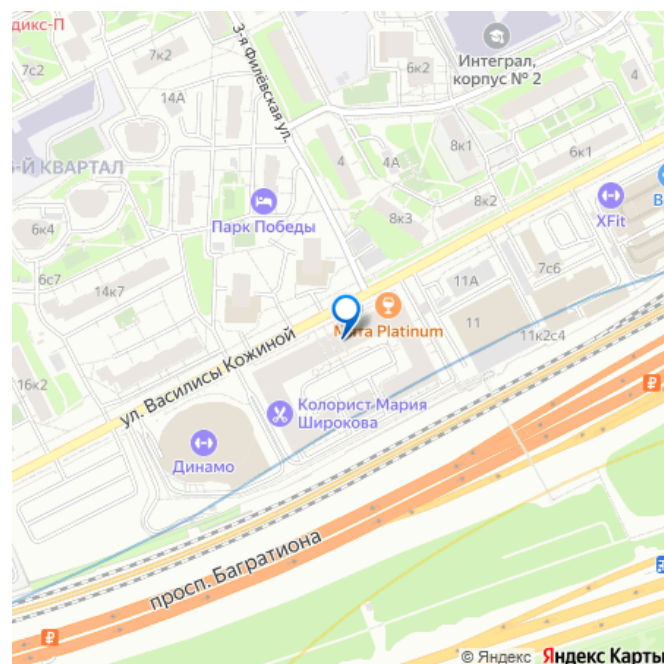 дикс-П
7с2
7к2
14А
3-я Филёвская ул.
6к2
Интеграл,
корпус № 2
4
-Й КВАРТАЛ
4
4А
8к1
6к1
8к2
8к3
XFit
В
Парк Победы
6к4
6с7
14к7
11А
7с6
Мята Platinum
11
11к2с4
ул. Василисы Кожиной
16к2
Колорист Мария
Широкова
Динамо
просп. Багратиона
© Яндекс Яндекс Карты